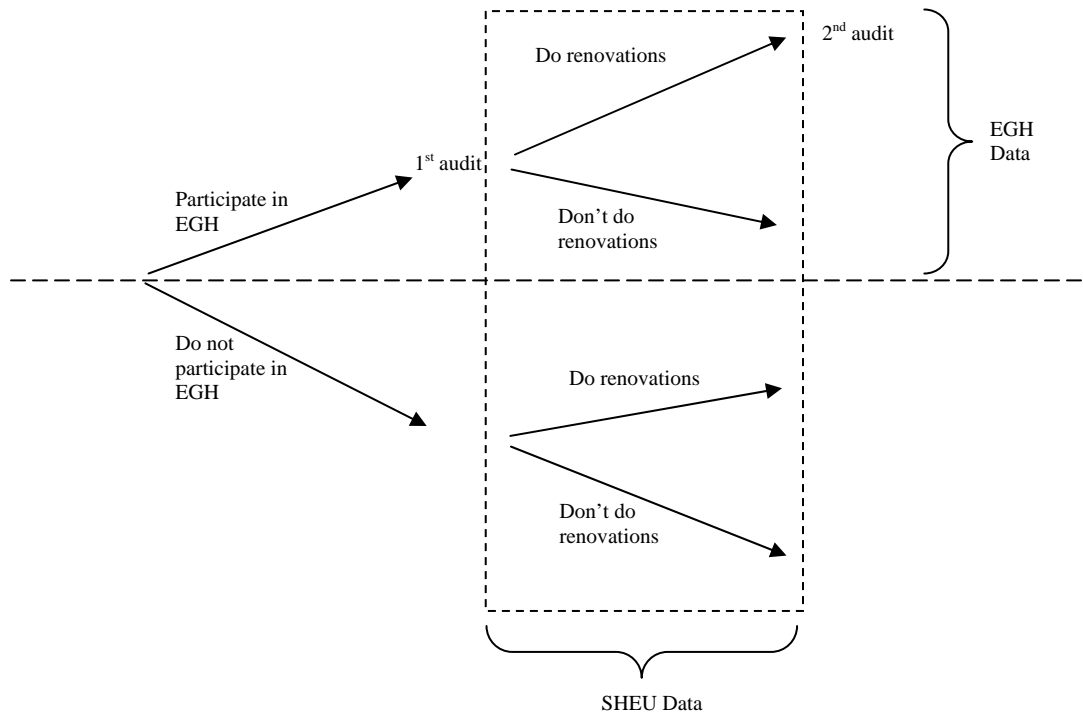 Do renovations
2nd audit
EGH
Data
1st audit
Participate in
EGH
Don’t do
renovations
Do not
participate in
EGH
Do renovations
Don’t do
renovations
SHEU Data